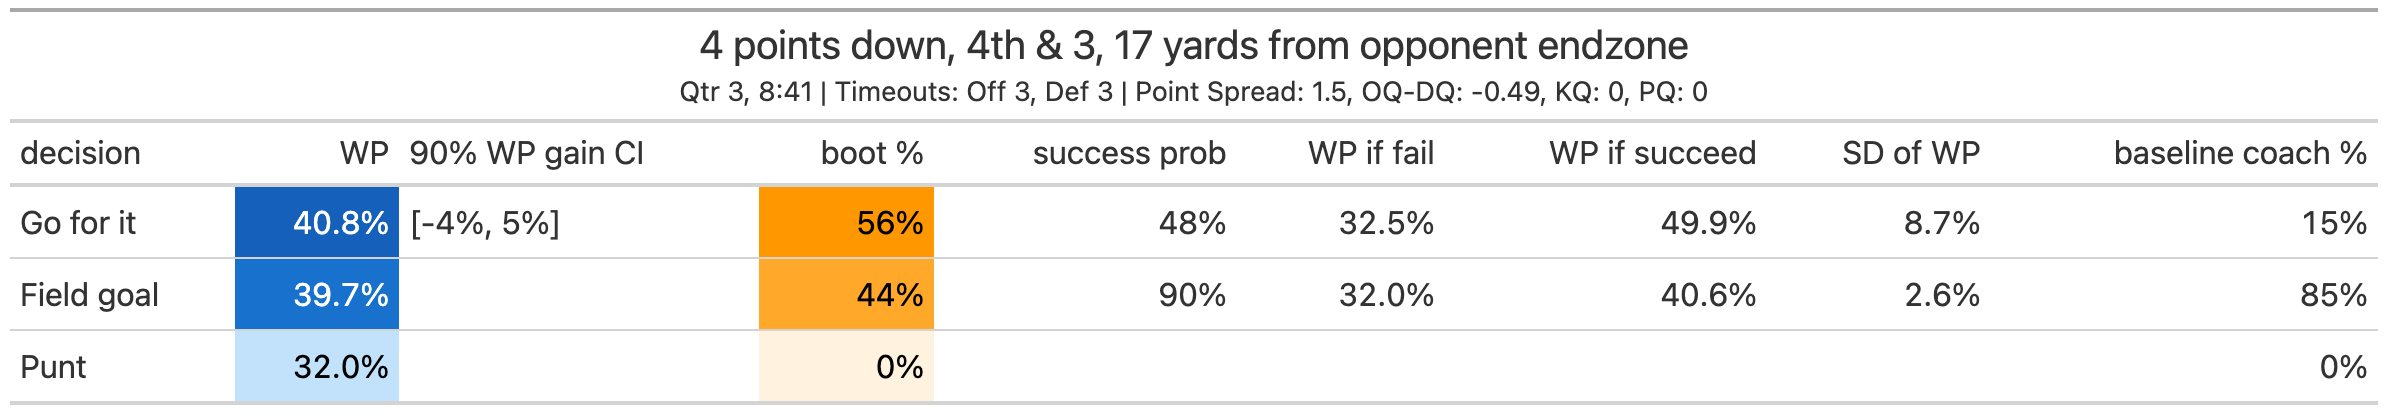 4 points down, 4th & 3, 17 yards from opponent endzone
Qtr 3, 8:41 | Timeouts: Off 3, Def 3 | Point Spread: 1.5, OQ-DQ: -0.49, KQ: 0, PQ: 0
decision WP 90% WP gain CI boot % success prob WP if fail WP if succeed SD of WP baseline coach %
Go for it 40.8% [-4%, 5%] 56% 48% 32.5% 49.9% 8.7% 15%
Field goal 39.7% 44% 90% 32.0% 40.6% 2.6% 85%
Punt 32.0% 0% 0%